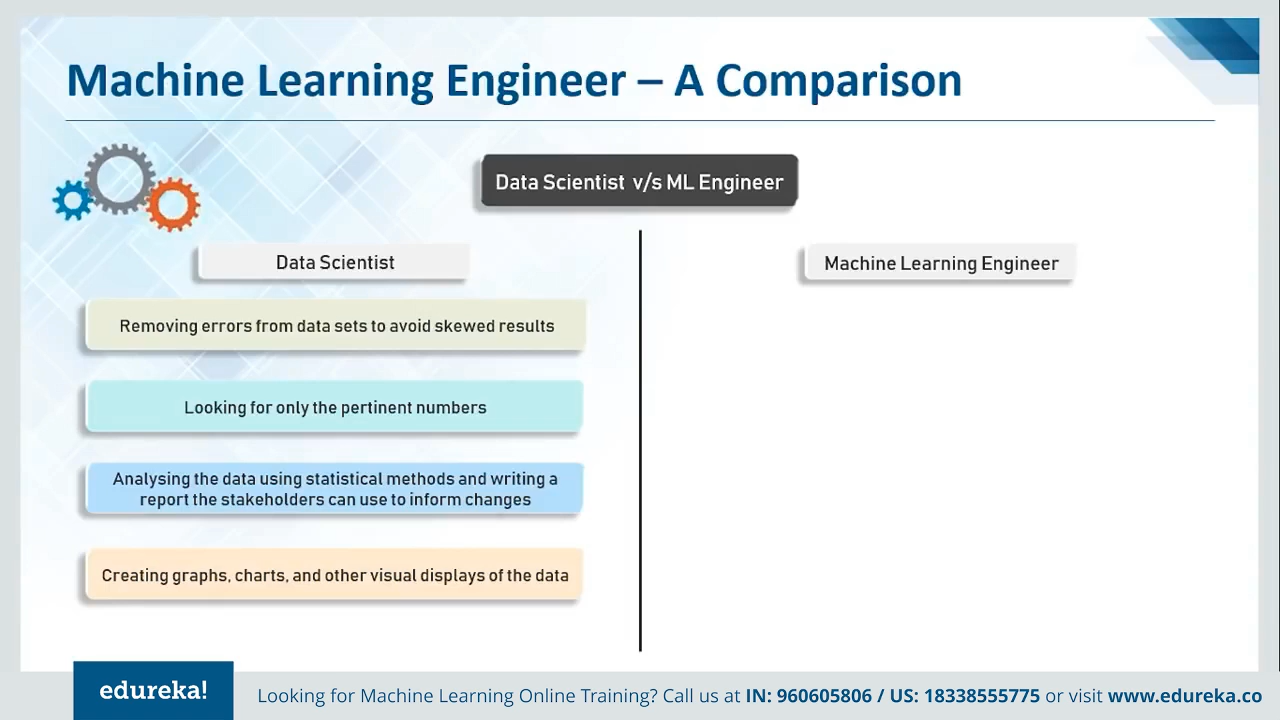 Machine Learning Engineer – A Comparison
Data Scientist v/s ML Engineer
Data Scientist
Removing errors from data sets to avoid skewed results
Looking for only the pertinent numbers
Analysing the data using statistical methods and writing a
report the stakeholders can use to inform changes
Creating graphs, charts, and other visual displays of the data
Machine Learning Engineer
edureka!
Looking for Machine Learning Online Training? Call us at IN: 960605806 / US: 18338555775 or visit www.edureka.co